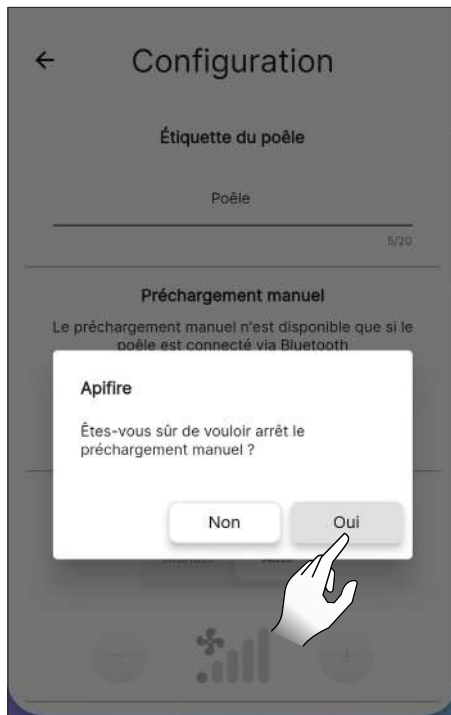 Configuration
Étiquette du poêle
Poêle
5/20
Préchargement manuel
Le préchargement manuel n'est disponible que si le
poêle est connecté via Bluetooth
Apifire
Êtes-vous sûr de vouloir arrêt le
préchargement manuel ?
Non Oui